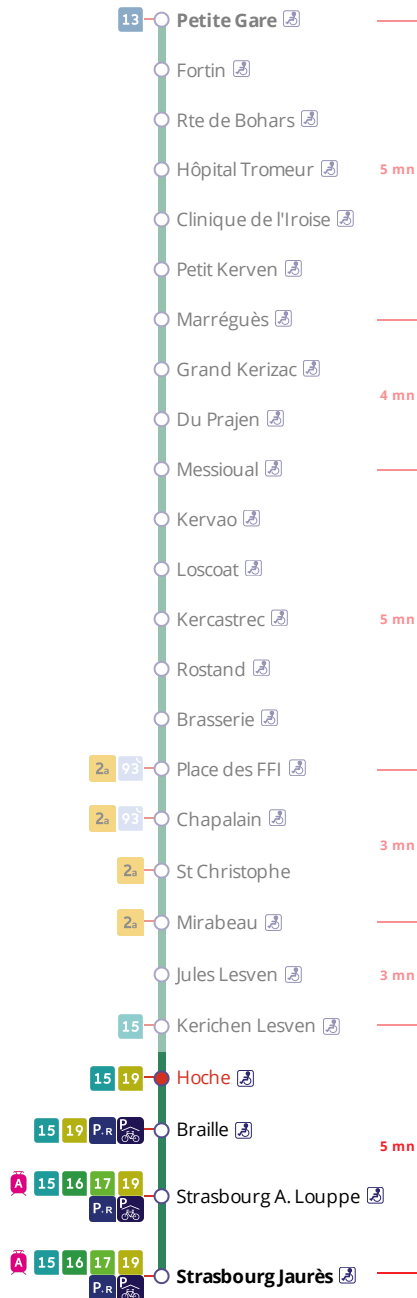 13 Petite Gare
Fortin
Rte de Bohars
Hôpital Tromeur 5 mn
Clinique de l'Iroise
Petit Kerven
Marréguès
Grand Kerizac
4 mn
Du Prajen
Messioual
Kervao
Loscoat
Kercastrec 5 mn
Rostand
Brasserie
2a 93 Place des FFI
2a 93 Chapalain
3 mn
2a St Christophe
2a Mirabeau
Jules Lesven 3 mn
15 Kerichen Lesven
15 19 Hoche
15 19 P+R P Braille
5 mn
A 15 16 17 19
P+R P Strasbourg A. Louppe
A 15 16 17 19
P+R P Strasbourg Jaurès